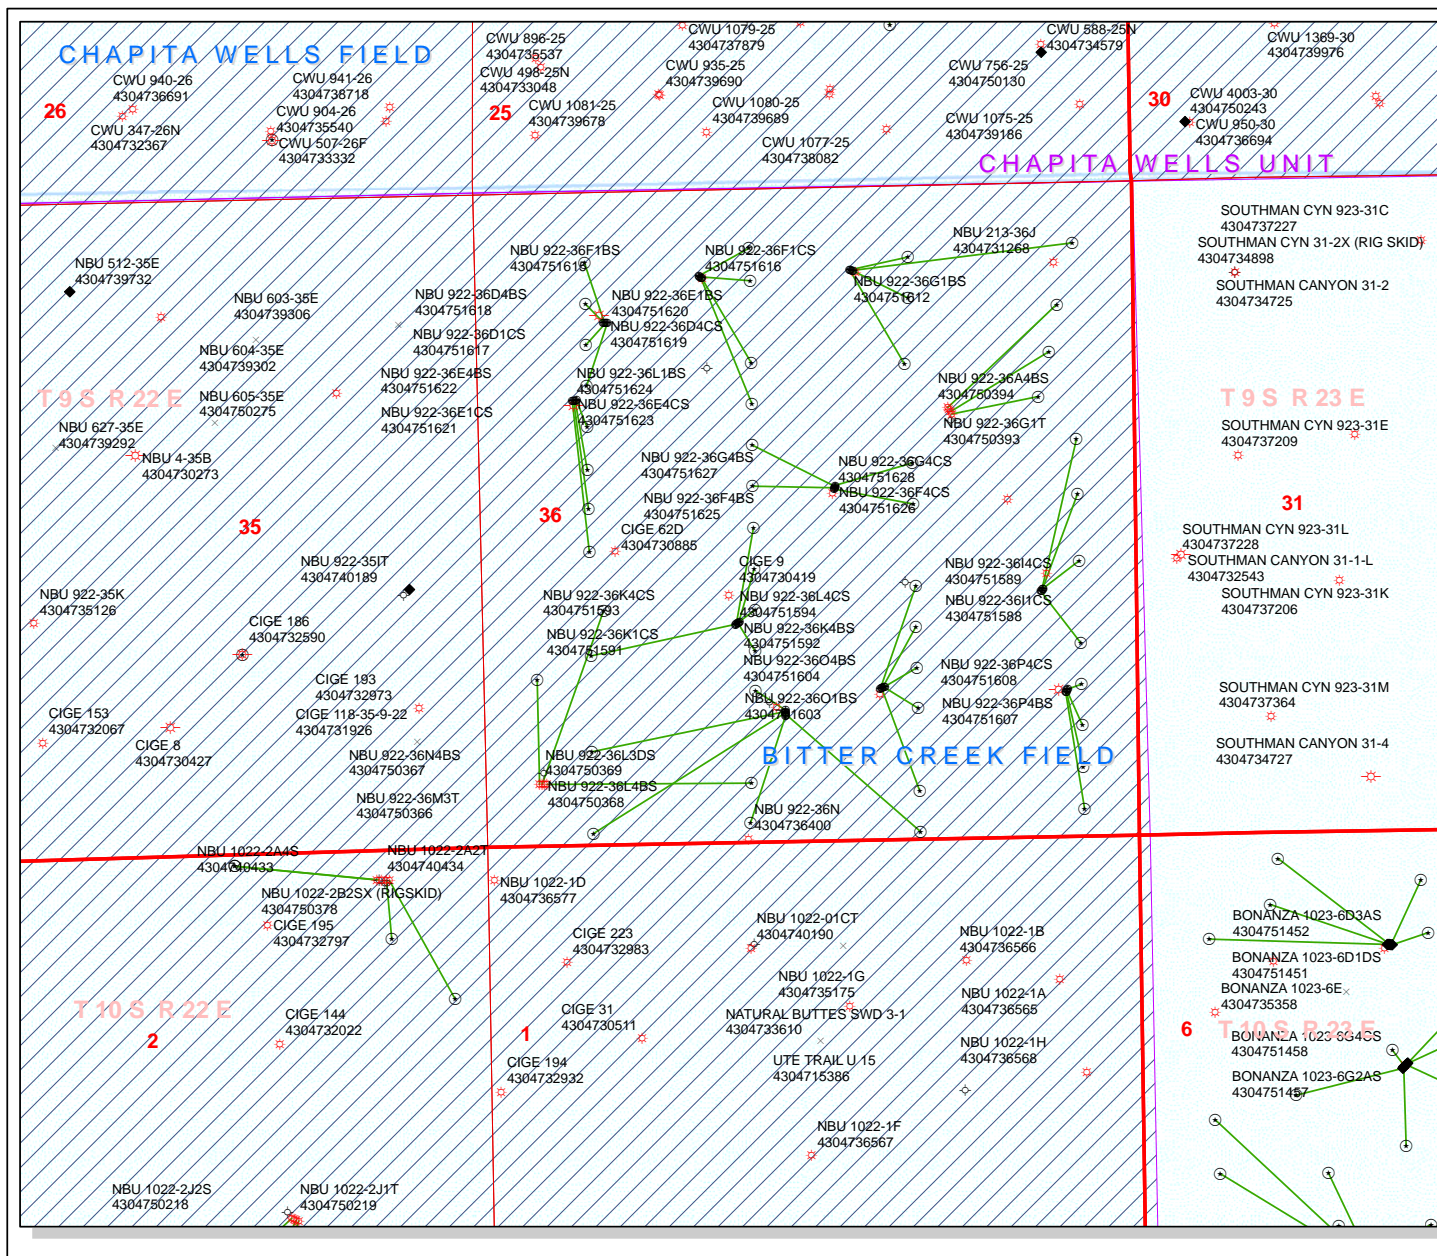 CHAPITA WELLS FIELD
CWU 940-26
4304736691
CWU 941-26
4304738718
26
CWU 904-26
4304735540
CWU 347-26N
4304732367
CWU 507-26F
4304733332
CWU 896-25
4304735537
CWU 498-25N
4304733048
25
CWU 1081-25
4304739678
CWU 1079-25
4304737879
CWU 935-25
4304739690
CWU 1080-25
4304739689
CWU 1077-25
4304738082
CWU 588-25N
4304734579
CWU 756-25
4304750130
CWU 1075-25
4304739186
CWU 1369-30
4304739976
30
CWU 4003-30
4304750243
CWU 950-30
4304736694
CHAPITA WELLS UNIT
SOUTHMAN CYN 923-31C
4304737227
SOUTHMAN CYN 31-2X (RIG SKID)
4304734898
SOUTHMAN CANYON 31-2
4304734725
NBU 512-35E
4304739732
NBU 603-35E
4304739306
NBU 604-35E
4304739302
NBU 605-35E
4304750275
NBU 627-35E
4304739292
NBU 4-35B
4304730273
T 9 S R 22 E
35
NBU 922-36D4BS
4304751618
NBU 922-36D1CS
4304751617
NBU 922-36E4BS
4304751622
NBU 922-36E1CS
4304751621
NBU 922-36F1BS
4304751615
NBU 922-36E1BS
4304751620
NBU 922-36D4CS
4304751619
NBU 922-36L1BS
4304751624
NBU 922-36E4CS
4304751623
NBU 922-36F1CS
4304751616
NBU 213-36J
4304731268
NBU 922-36G1BS
4304751612
NBU 922-36A4BS
4304750394
NBU 922-36G1T
4304750393
NBU 922-36G4BS
4304751627
NBU 922-36G4CS
4304751628
NBU 922-36F4CS
4304751626
NBU 922-36F4BS
4304751625
36
CIGE 62D
4304730885
T 9 S R 23 E
SOUTHMAN CYN 923-31E
4304737209
31
SOUTHMAN CYN 923-31L
4304737228
SOUTHMAN CANYON 31-1-L
4304732543
SOUTHMAN CYN 923-31K
4304737206
SOUTHMAN CYN 923-31M
4304737364
SOUTHMAN CANYON 31-4
4304734727
NBU 922-35IT
4304740189
NBU 922-35K
4304735126
CIGE 186
4304732590
CIGE 193
4304732973
CIGE 118-35-9-22
4304731926
CIGE 153
4304732067
CIGE 8
4304730427
NBU 922-36N4BS
4304750367
NBU 922-36M3T
4304750366
NBU 922-36K4CS
4304751593
NBU 922-36K1CS
4304751591
CIGE 9
4304730419
NBU 922-36L4CS
4304751594
NBU 922-36K4BS
4304751592
NBU 922-36O4BS
4304751604
NBU 922-36O1BS
4304751603
NBU 922-36I4CS
4304751589
NBU 922-36I1CS
4304751588
NBU 922-36P4CS
4304751608
NBU 922-36P4BS
4304751607
NBU 922-36L3DS
4304750369
NBU 922-36L4BS
4304750368
BITTER CREEK FIELD
NBU 922-36N
4304736400
NBU 1022-2A4S
4304740433
NBU 1022-2A2T
4304740434
NBU 1022-2B2SX (RIGSKID)
4304750378
CIGE 195
4304732797
T 10 S R 22 E
2
CIGE 144
4304732022
NBU 1022-2J2S
4304750218
NBU 1022-2J1T
4304750219
NBU 1022-1D
4304736577
CIGE 223
4304732983
CIGE 31
4304730511
1
CIGE 194
4304732932
NBU 1022-01CT
4304740190
NBU 1022-1G
4304735175
NATURAL BUTTES SWD 3-1
4304733610
UTE TRAIL U 15
4304715386
NBU 1022-1F
4304736567
NBU 1022-1B
4304736566
NBU 1022-1A
4304736565
NBU 1022-1H
4304736568
BONANZA 1023-6D3AS
4304751452
BONANZA 1023-6D1DS
4304751451
BONANZA 1023-6E
4304735358
6
T 10 S R 23 E
BONANZA 1023-6G4CS
4304751458
BONANZA 1023-6G2AS
4304751457